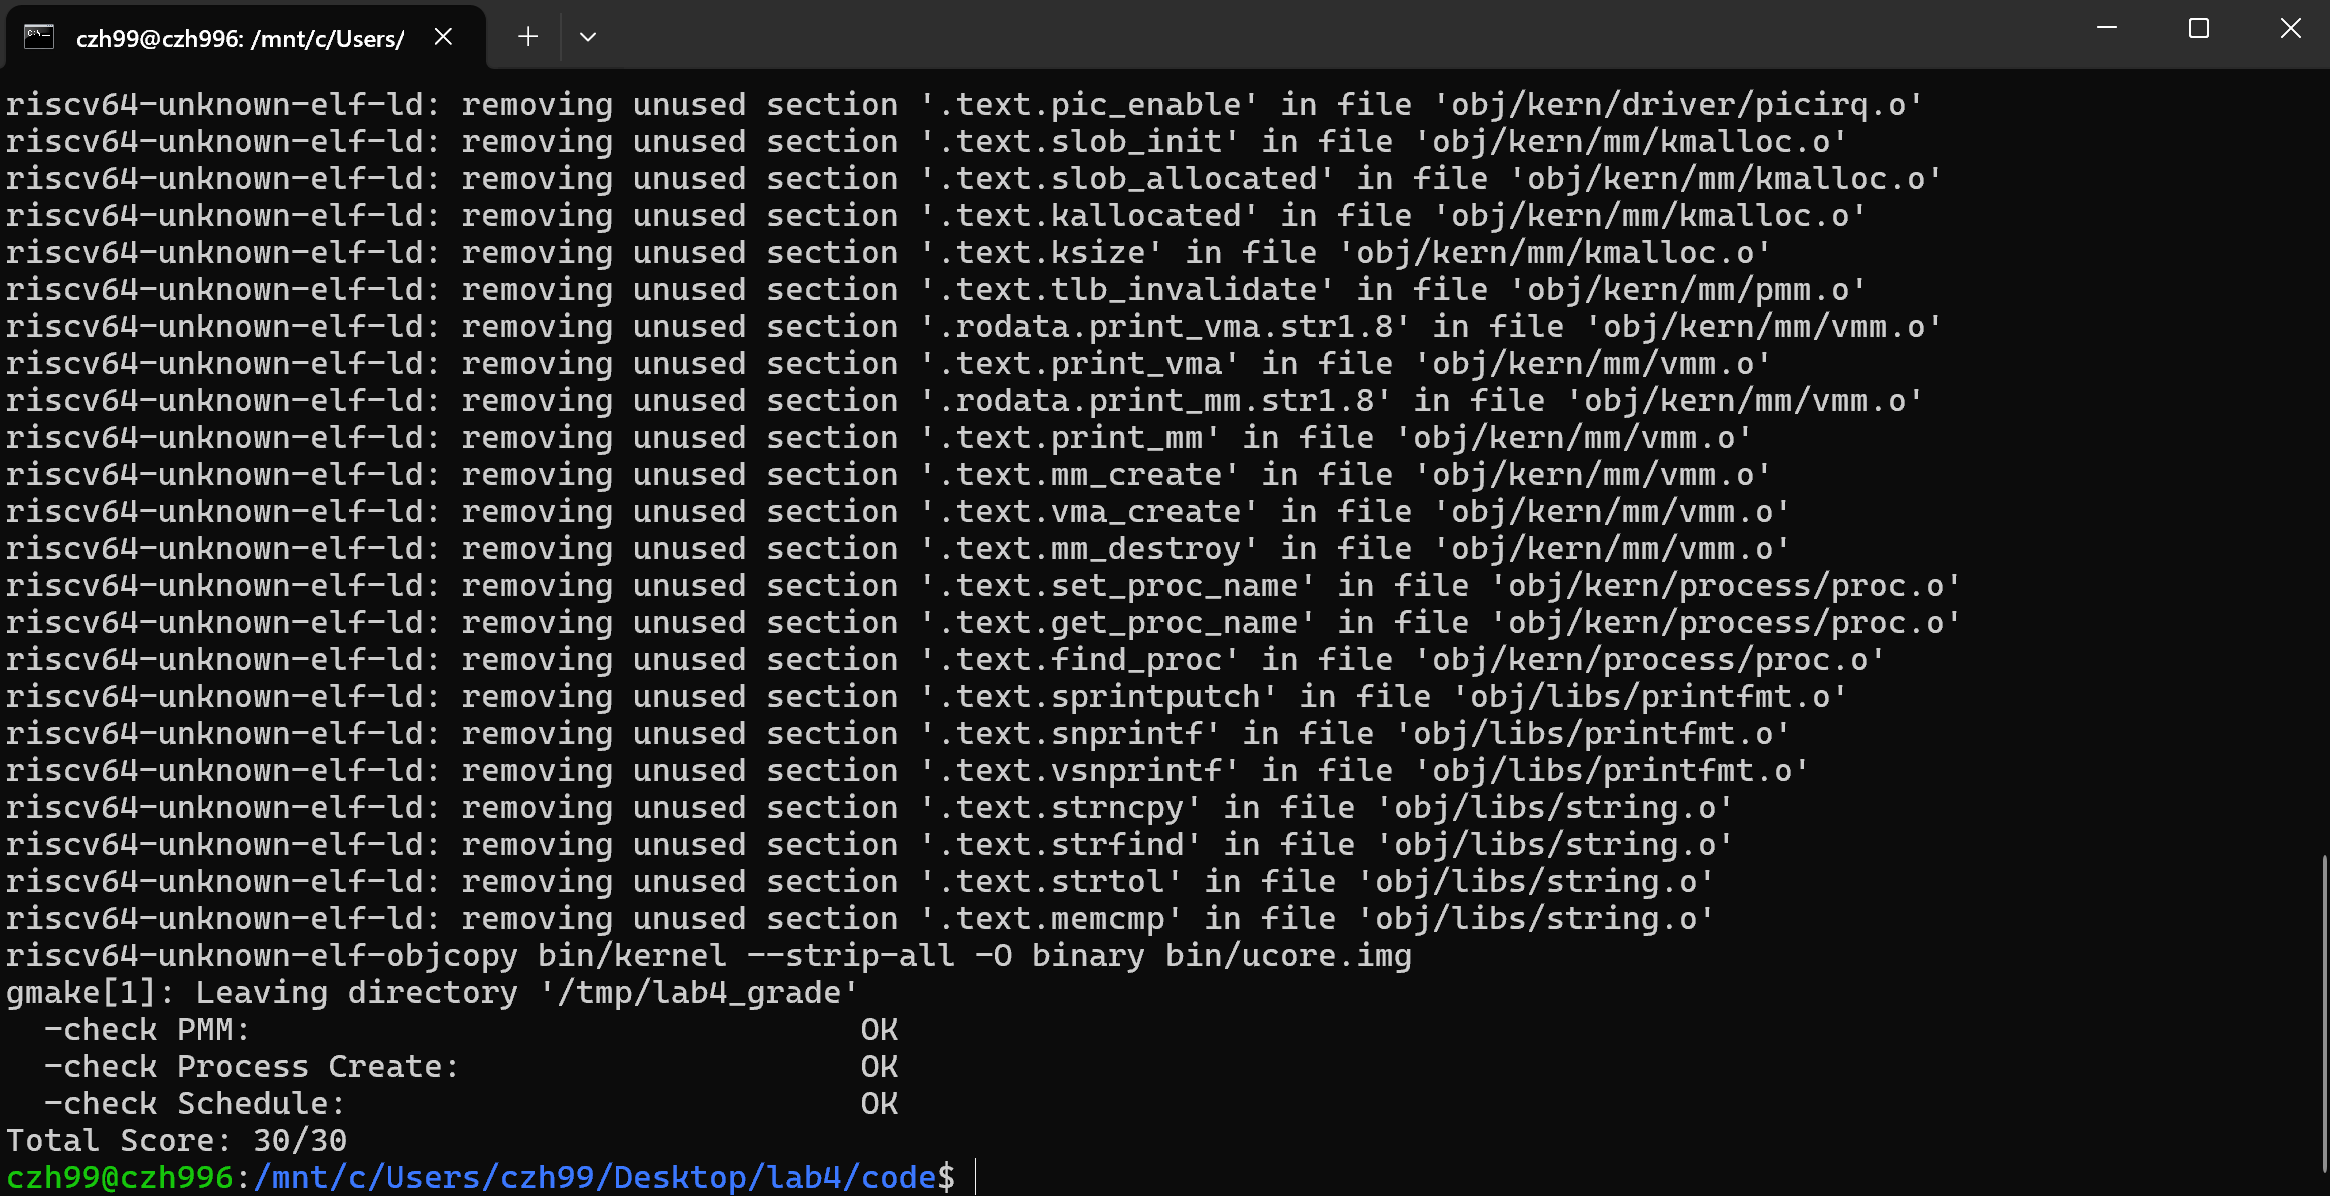 czh99@czh996: /mnt/c/Users/
riscv64-unknown-elf-ld: removing unused section '.text.pic_enable' in file 'obj/kern/driver/picirq.o'
riscv64-unknown-elf-ld: removing unused section '.text.slob_init' in file 'obj/kern/mm/kmalloc.o'
riscv64-unknown-elf-ld: removing unused section '.text.slob_allocated' in file 'obj/kern/mm/kmalloc.o'
riscv64-unknown-elf-ld: removing unused section '.text.kallocated' in file 'obj/kern/mm/kmalloc.o'
riscv64-unknown-elf-ld: removing unused section '.text.ksize' in file 'obj/kern/mm/kmalloc.o'
riscv64-unknown-elf-ld: removing unused section '.text.tlb_invalidate' in file 'obj/kern/mm/pmm.o'
riscv64-unknown-elf-ld: removing unused section '.rodata.print_vma.str1.8' in file 'obj/kern/mm/vmm.o'
riscv64-unknown-elf-ld: removing unused section '.text.print_vma' in file 'obj/kern/mm/vmm.o'
riscv64-unknown-elf-ld: removing unused section '.rodata.print_mm.str1.8' in file 'obj/kern/mm/vmm.o'
riscv64-unknown-elf-ld: removing unused section '.text.print_mm' in file 'obj/kern/mm/vmm.o'
riscv64-unknown-elf-ld: removing unused section '.text.mm_create' in file 'obj/kern/mm/vmm.o'
riscv64-unknown-elf-ld: removing unused section '.text.vma_create' in file 'obj/kern/mm/vmm.o'
riscv64-unknown-elf-ld: removing unused section '.text.mm_destroy' in file 'obj/kern/mm/vmm.o'
riscv64-unknown-elf-ld: removing unused section '.text.set_proc_name' in file 'obj/kern/process/proc.o'
riscv64-unknown-elf-ld: removing unused section '.text.get_proc_name' in file 'obj/kern/process/proc.o'
riscv64-unknown-elf-ld: removing unused section '.text.find_proc' in file 'obj/kern/process/proc.o'
riscv64-unknown-elf-ld: removing unused section '.text.sprintputch' in file 'obj/libs/printfmt.o'
riscv64-unknown-elf-ld: removing unused section '.text.snprintf' in file 'obj/libs/printfmt.o'
riscv64-unknown-elf-ld: removing unused section '.text.vsnprintf' in file 'obj/libs/printfmt.o'
riscv64-unknown-elf-ld: removing unused section '.text.strncpy' in file 'obj/libs/string.o'
riscv64-unknown-elf-ld: removing unused section '.text.strfind' in file 'obj/libs/string.o'
riscv64-unknown-elf-ld: removing unused section '.text.strtol' in file 'obj/libs/string.o'
riscv64-unknown-elf-ld: removing unused section '.text.memcmp' in file 'obj/libs/string.o'
riscv64-unknown-elf-objcopy bin/kernel --strip-all -O binary bin/ucore.img
gmake[1]: Leaving directory '/tmp/lab4_grade'
  -check PMM:                                OK
  -check Process Create:                     OK
  -check Schedule:                           OK
Total Score: 30/30
czh99@czh996:/mnt/c/Users/czh99/Desktop/lab4/code$